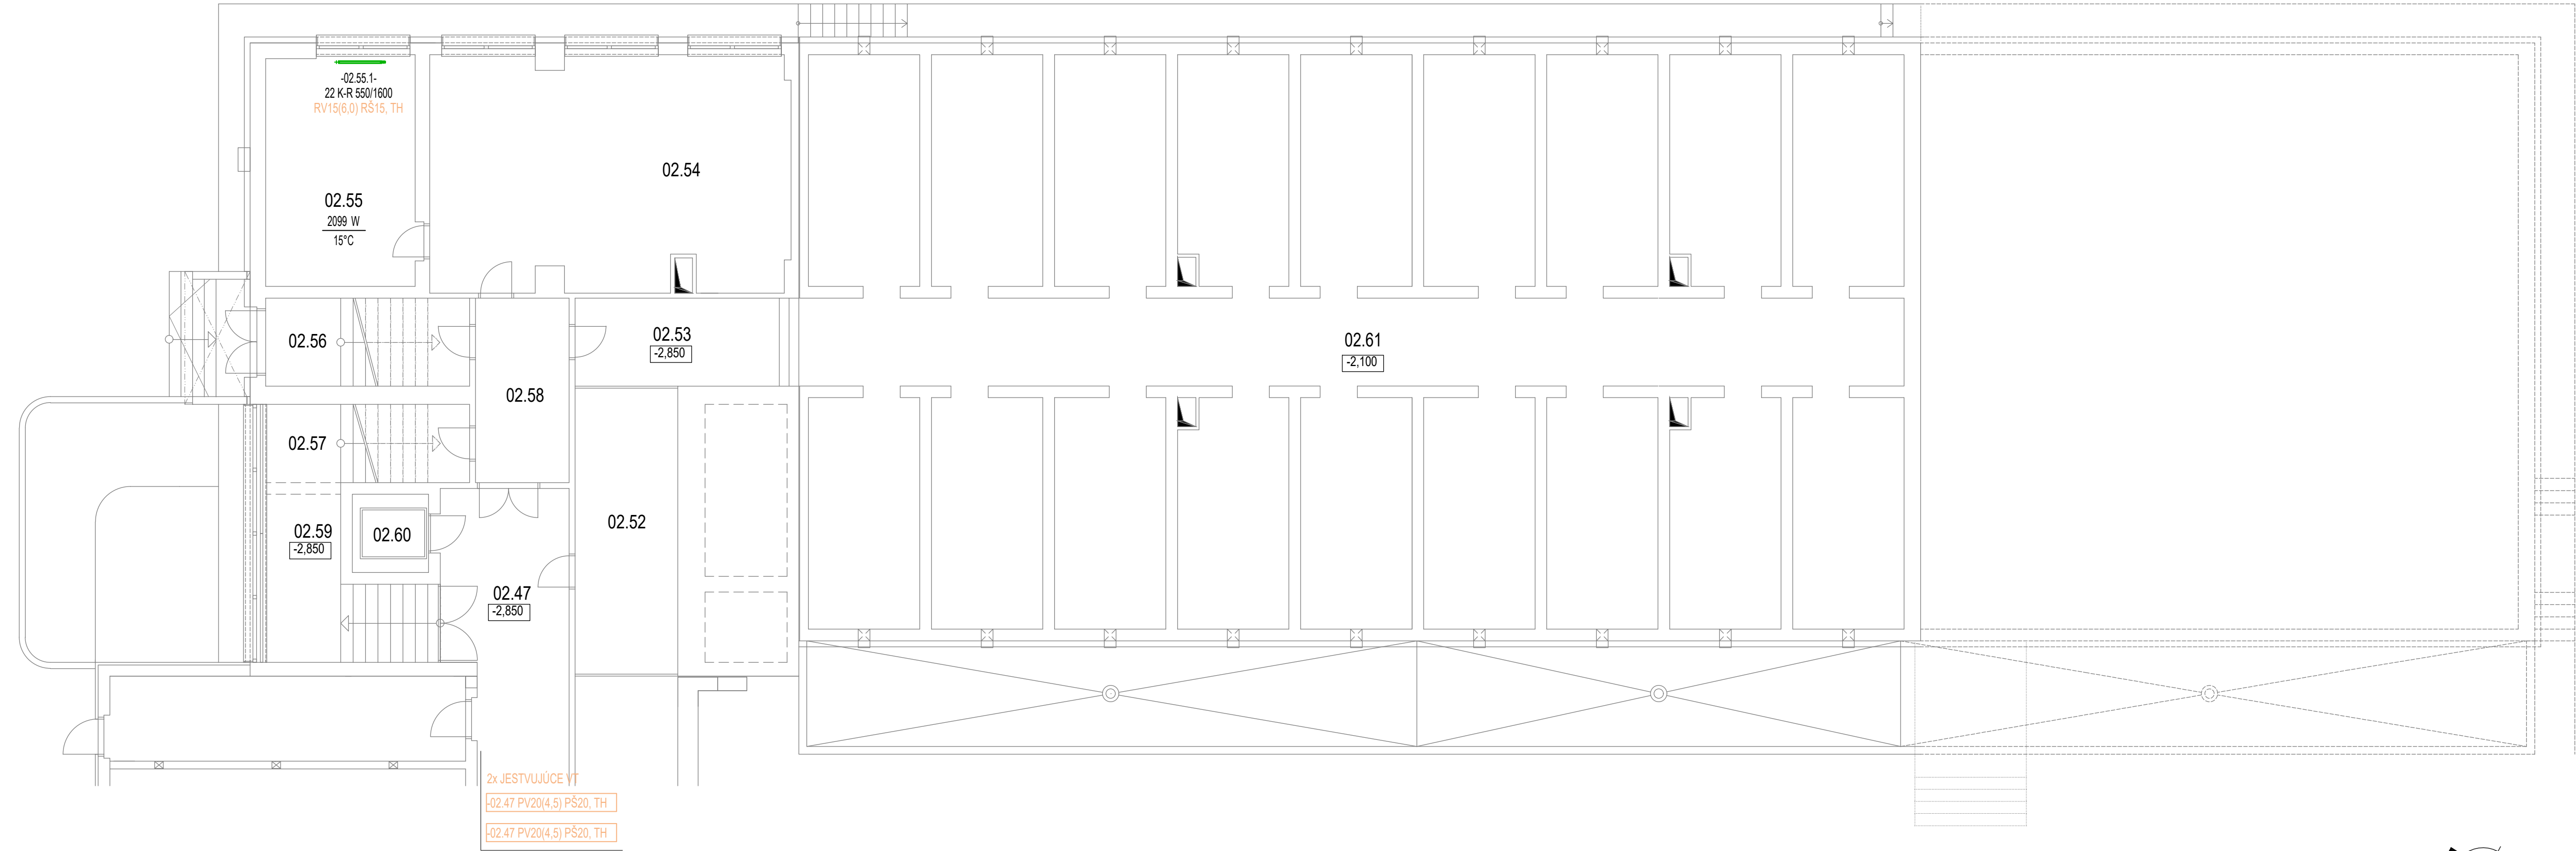 -02.55.1-
22 K-R 550/1600
RV15(6,0) RŠ15, TH
02.54
02.55
2099 W
15°C
02.56
02.53
-2,850
02.61
-2,100
02.58
02.57
02.52
02.59
-2,850
02.60
02.47
-2,850
2x JESTVUJÚCE VT
-02.47 PV20(4,5) PŠ20, TH
-02.47 PV20(4,5) PŠ20, TH